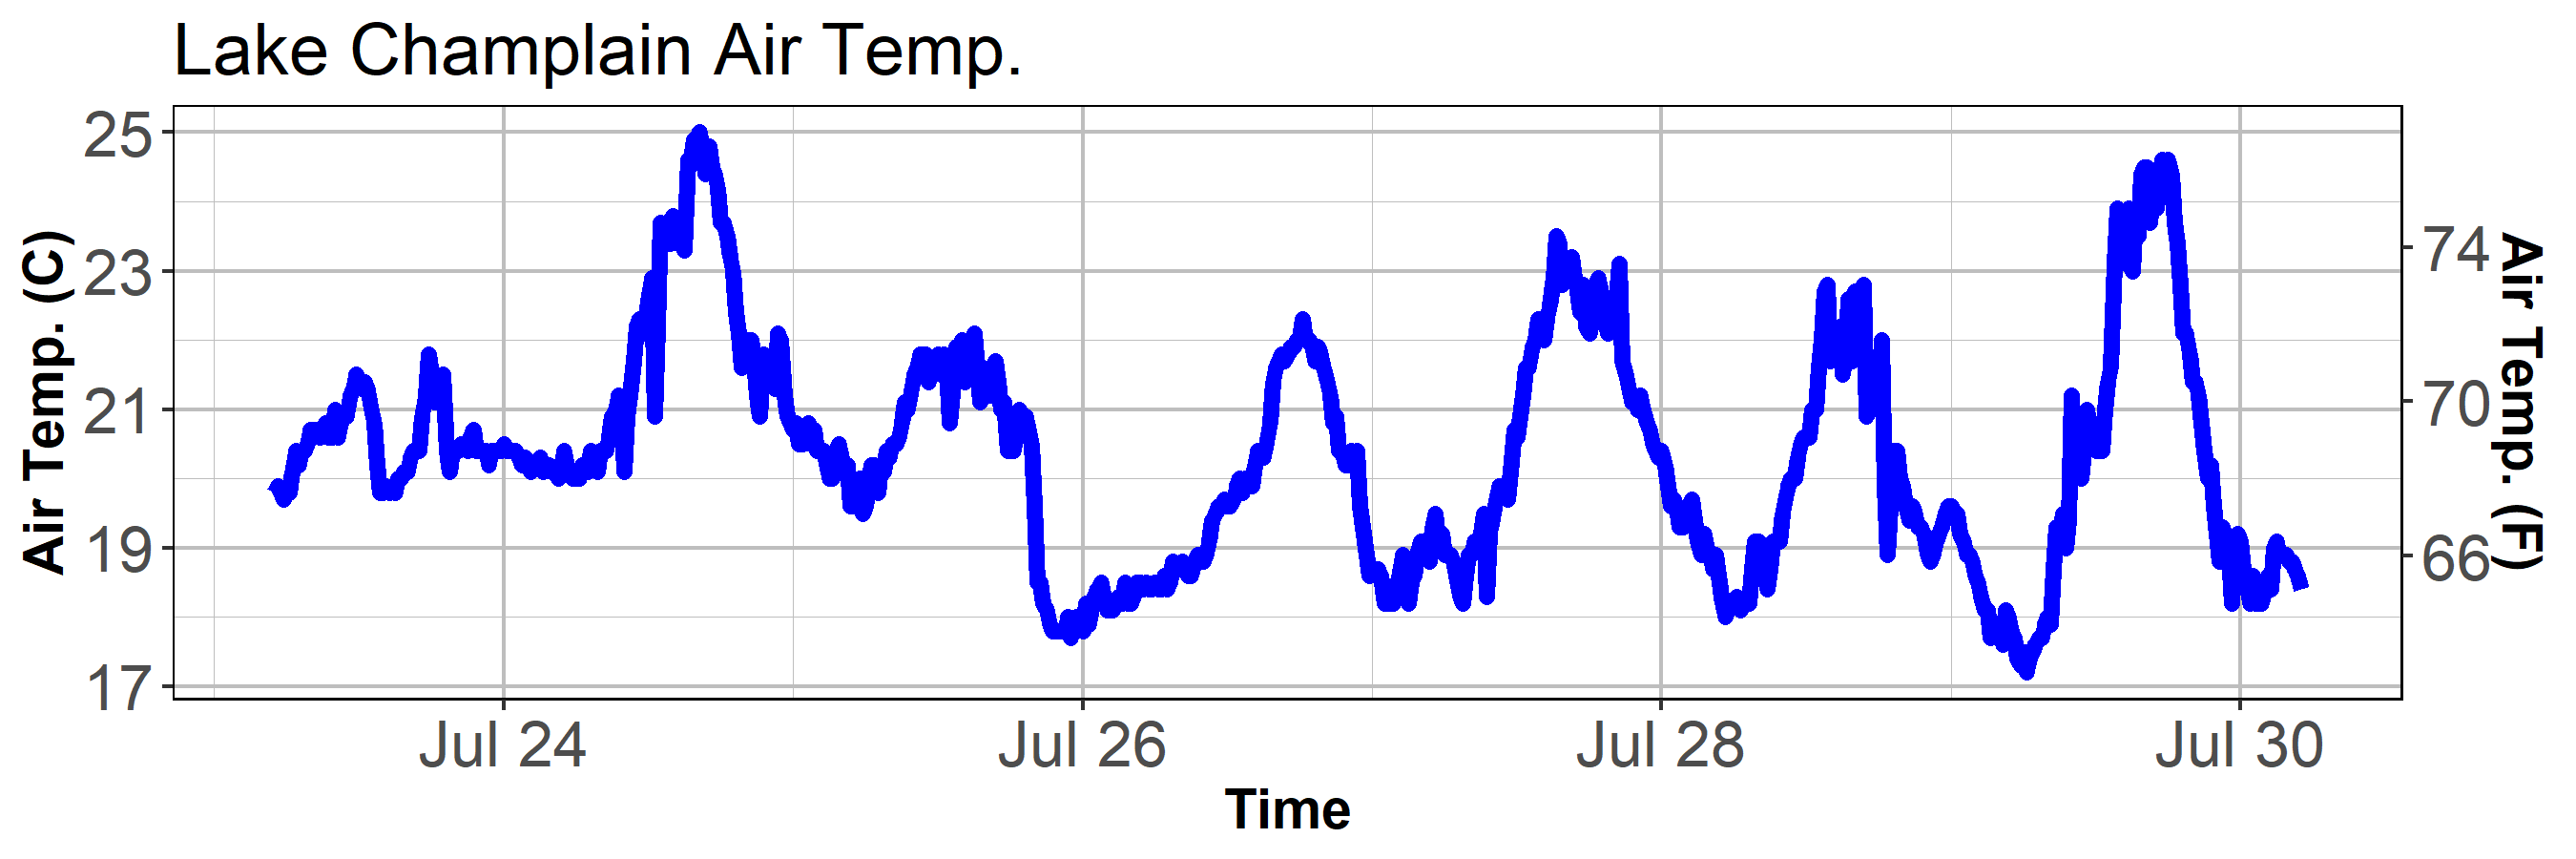 Lake Champlain Air Temp.
Air Temp. (C)
25
23
21
19
17
74
70
66
Air Temp. (F)
Jul 24 Jul 26 Jul 28 Jul 30
Time